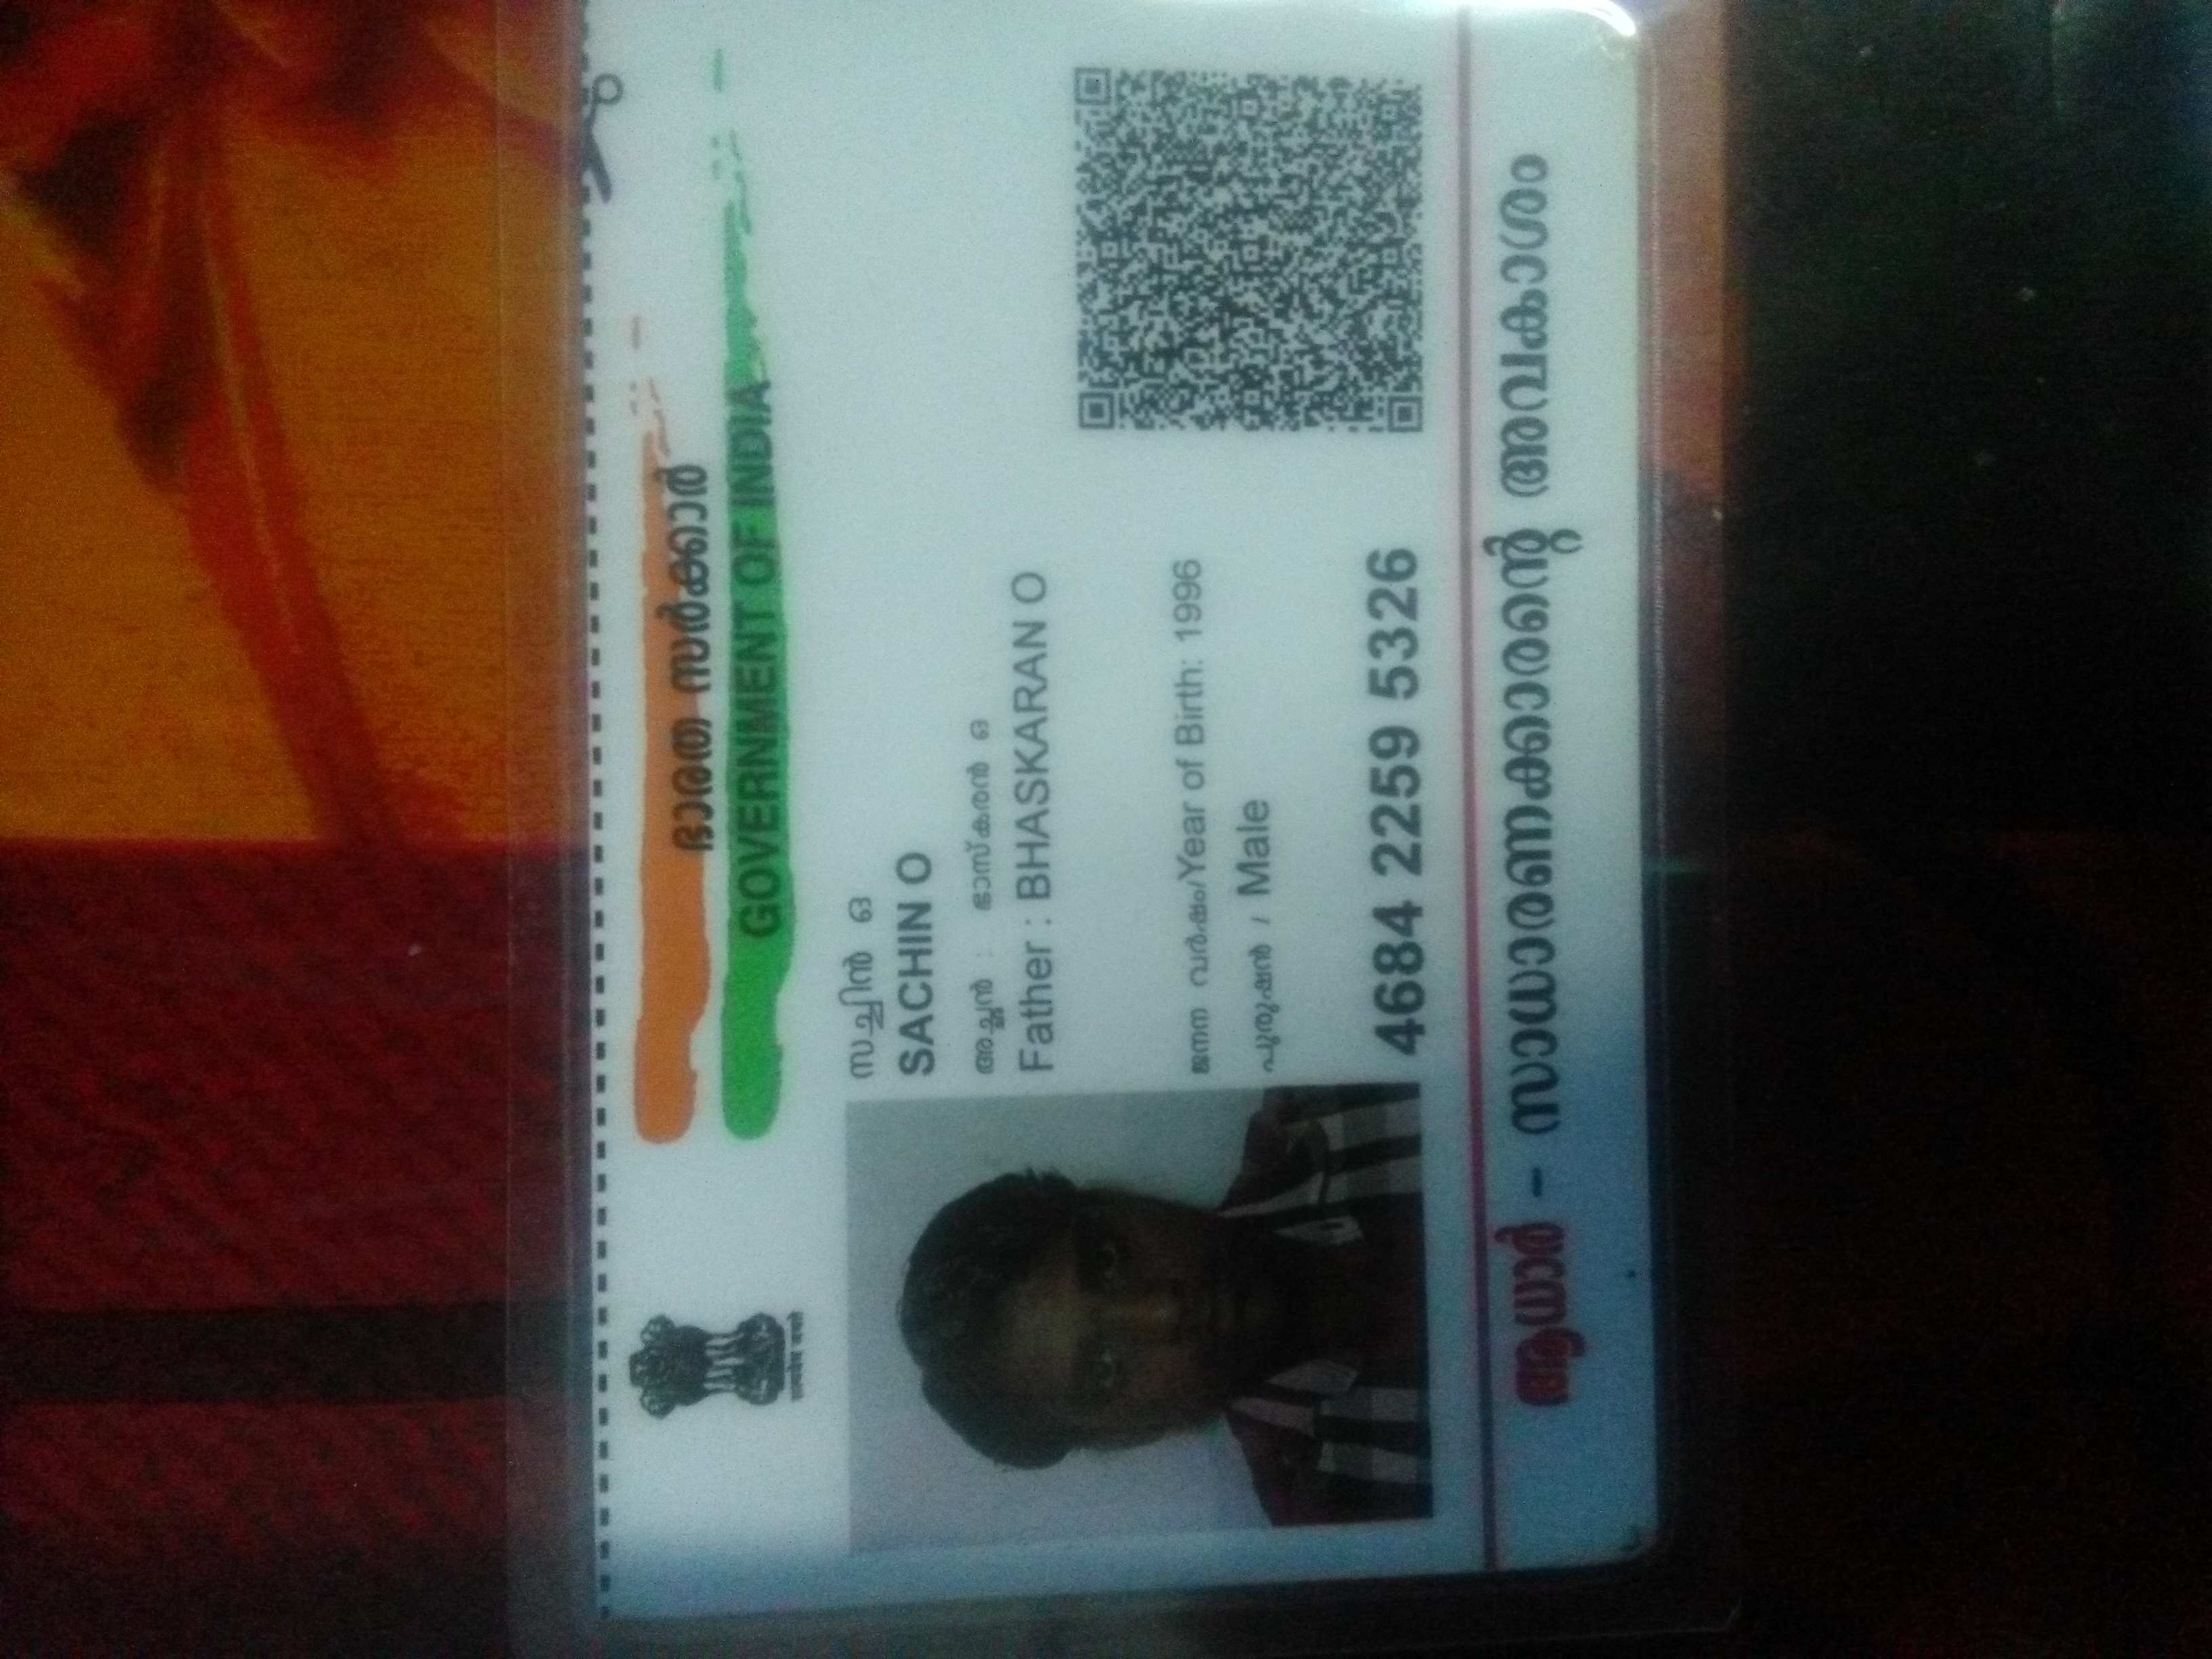 ഭാരത സർക്കാർ
GOVERNMENT OF INDIA
സച്ചിൻ ഒ
SACHIN O
അച്ഛൻ : ഭാസ്കരൻ ഒ
Father : BHASKARAN O
ജനന വർഷം/Year of Birth: 1996
പുരുഷൻ / Male
4684 2259 5326
ആധാർ - സാധാരണക്കാരന്റെ അവകാശം